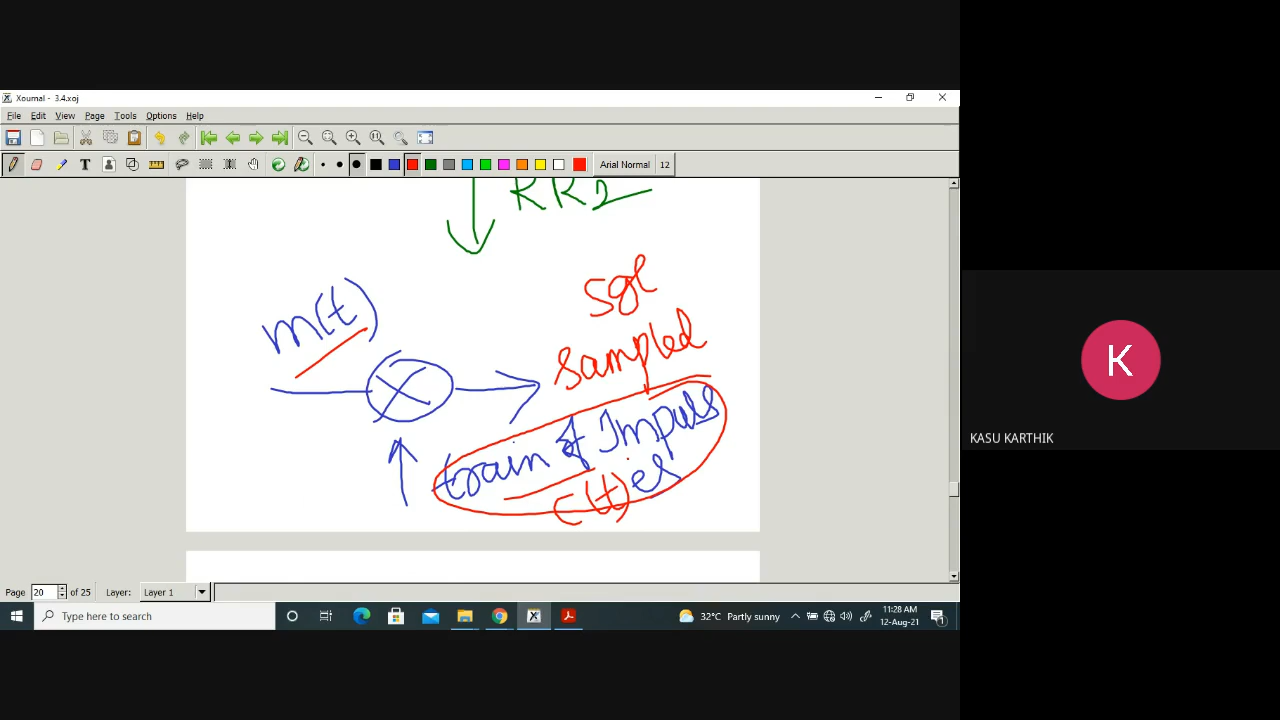 Xournal - 3.4.xoj
File Edit View Page Tools Options Help
Arial Normal 12
m(t)
sgl
sampled
train of Impuls
es
c(t)
KASU KARTHIK
K
Page 20 of 25 Layer: Layer 1
Type here to search
32°C Partly sunny
11:28 AM
12-Aug-21